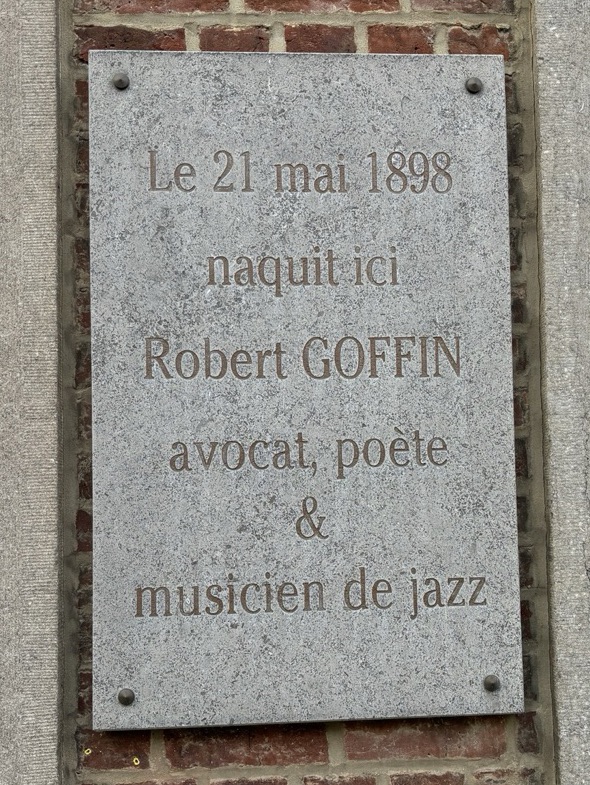 Le 21 mai 1898
naquit ici
Robert GOFFIN
avocat, poète
&
musicien de jazz